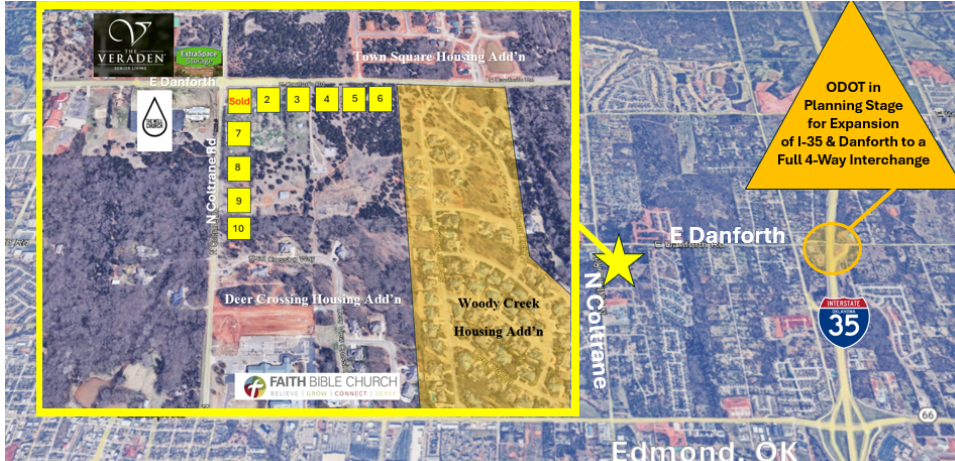 V
THE
VERADEN
SENIOR LIVING
ExtraSpace
Storage
Town Square Housing Add'n
E Danforth
Sold
2
3
4
5
6
7
8
9
10
N Coltrane Rd
Deer Crossing Housing Add'n
Woody Creek
Housing Add'n
FAITH BIBLE CHURCH
BELIEVE | GROW | CONNECT | SERVE
ODOT in
Planning Stage
for Expansion
of I-35 & Danforth to a
Full 4-Way Interchange
E Danforth
N Coltrane
INTERSTATE
OKLAHOMA
35
66
Edmond, OK